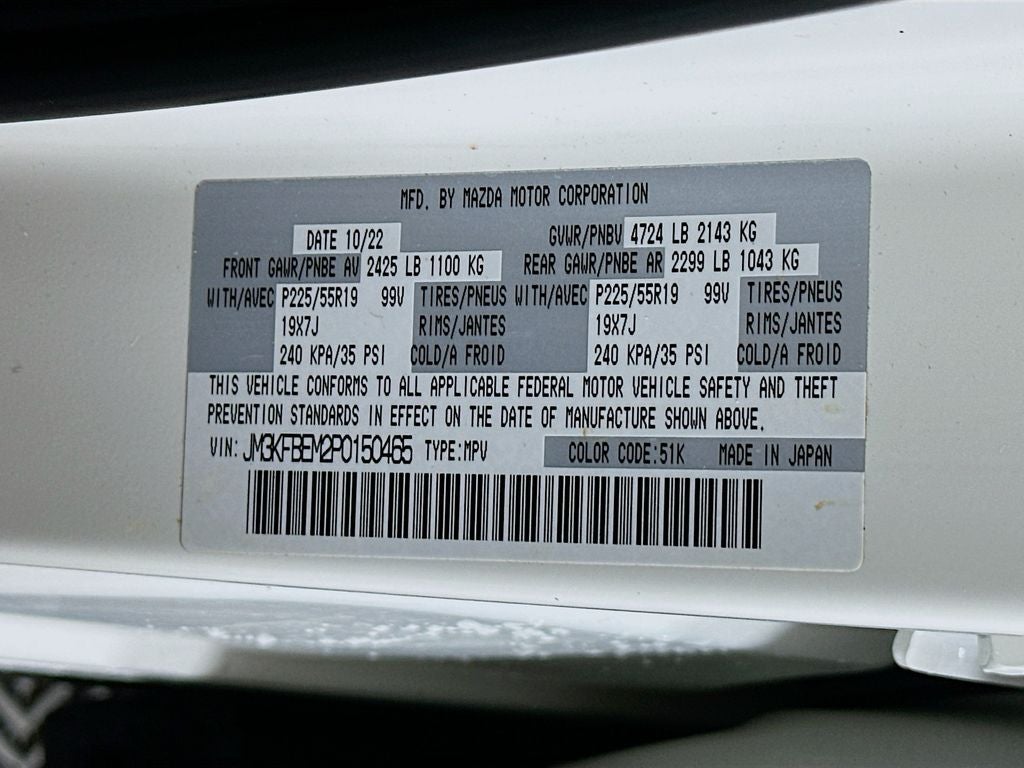 MFD. BY MAZDA MOTOR CORPORATION
DATE 10/22 GVWR/PNBV 4724 LB 2143 KG
FRONT GAWR/PNBE AV 2425 LB 1100 KG REAR GAWR/PNBE AR 2299 LB 1043 KG
WITH/AVEC P225/55R19 99V TIRES/PNEUS WITH/AVEC P225/55R19 99V TIRES/PNEUS
19X7J RIMS/JANTES 19X7J RIMS/JANTES
240 KPA/35 PSI COLD/A FROID 240 KPA/35 PSI COLD/A FROID
THIS VEHICLE CONFORMS TO ALL APPLICABLE FEDERAL MOTOR VEHICLE SAFETY AND THEFT
PREVENTION STANDARDS IN EFFECT ON THE DATE OF MANUFACTURE SHOWN ABOVE.
VIN: JM3KFBEM2P0150465 TYPE:MPV COLOR CODE:51K MADE IN JAPAN